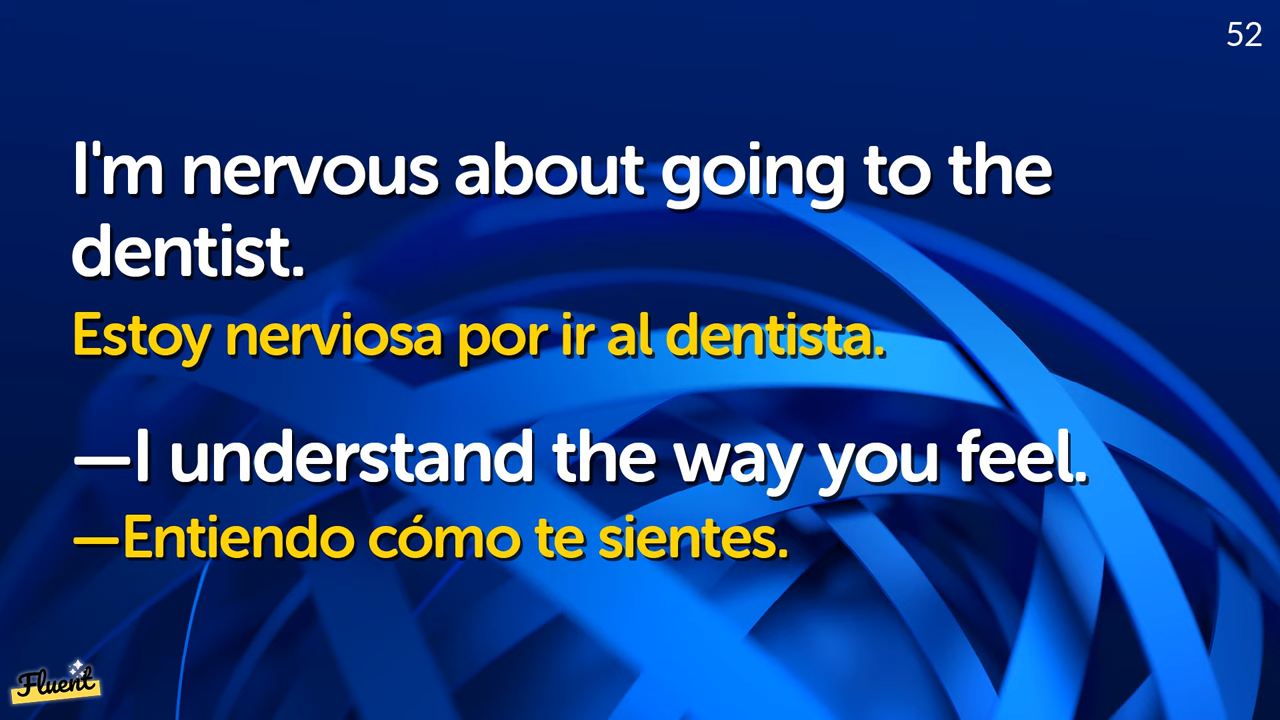 52
I'm nervous about going to the
dentist.
Estoy nerviosa por ir al dentista.
—I understand the way you feel.
—Entiendo cómo te sientes.
Fluent